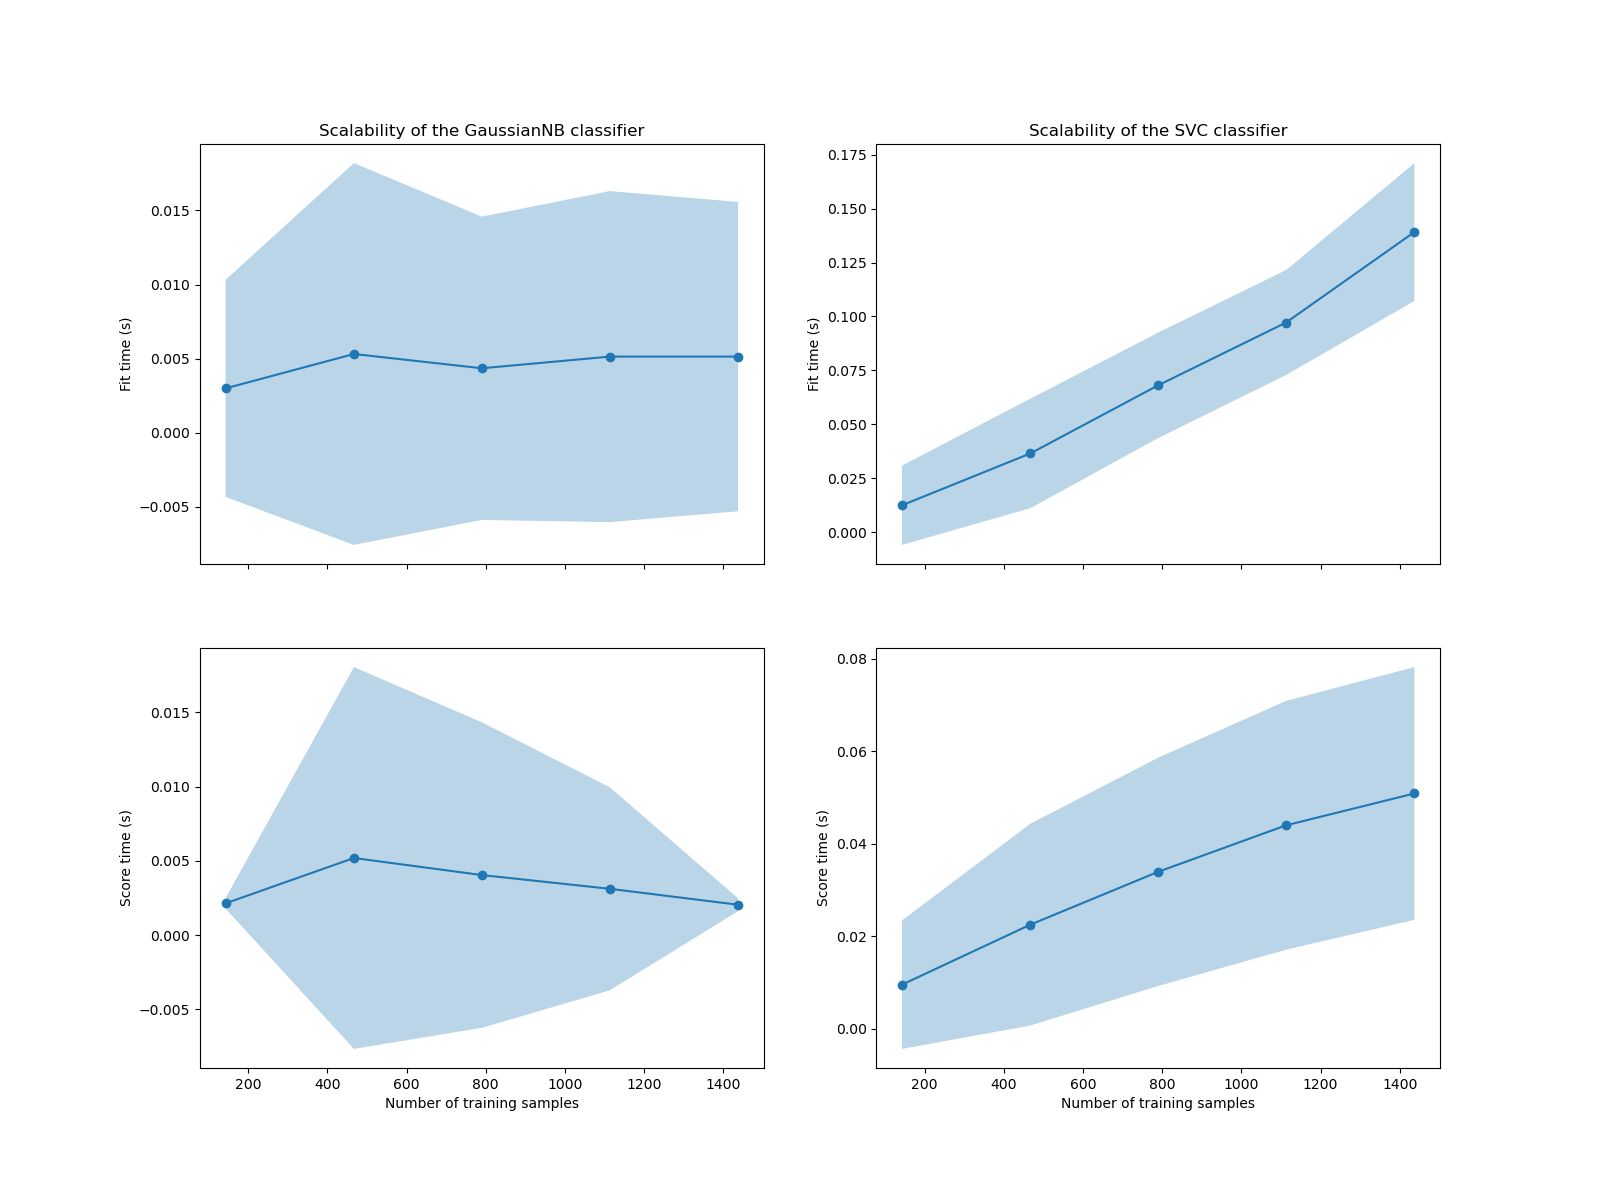 Scalability of the GaussianNB classifier
0.015
0.010
0.005
0.000
−0.005
Fit time (s)
Scalability of the SVC classifier
0.175
0.150
0.125
0.100
0.075
0.050
0.025
0.000
Fit time (s)
0.015
0.010
0.005
0.000
−0.005
Score time (s)
200 400 600 800 1000 1200 1400
Number of training samples
0.08
0.06
0.04
0.02
0.00
Score time (s)
200 400 600 800 1000 1200 1400
Number of training samples